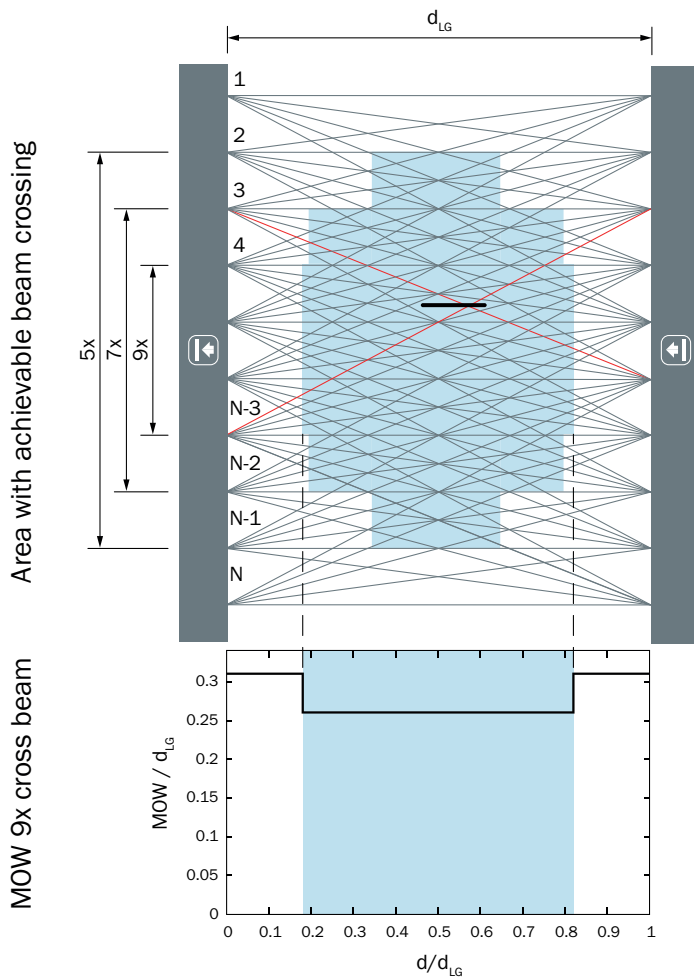 d_LG
Area with achievable beam crossing
5x
7x
9x
1
2
3
4
N-3
N-2
N-1
N
MOW 9x cross beam
MOW / d_LG
0.3
0.25
0.2
0.15
0.1
0.05
0
0 0.2 0.3 0.4 0.5 0.6 0.7 0.8 0.9 1
d/d_LG